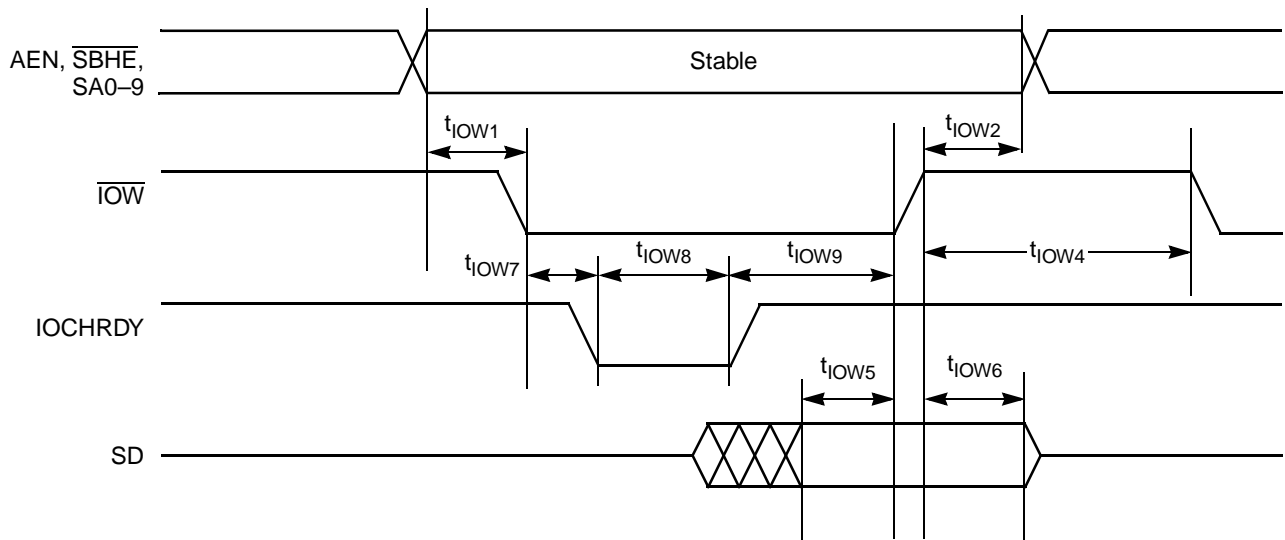 AEN, SBHE,
SA0–9
Stable
tIOW1
tIOW2
IOW
tIOW7
tIOW8
tIOW9
tIOW4
IOCHRDY
tIOW5
tIOW6
SD